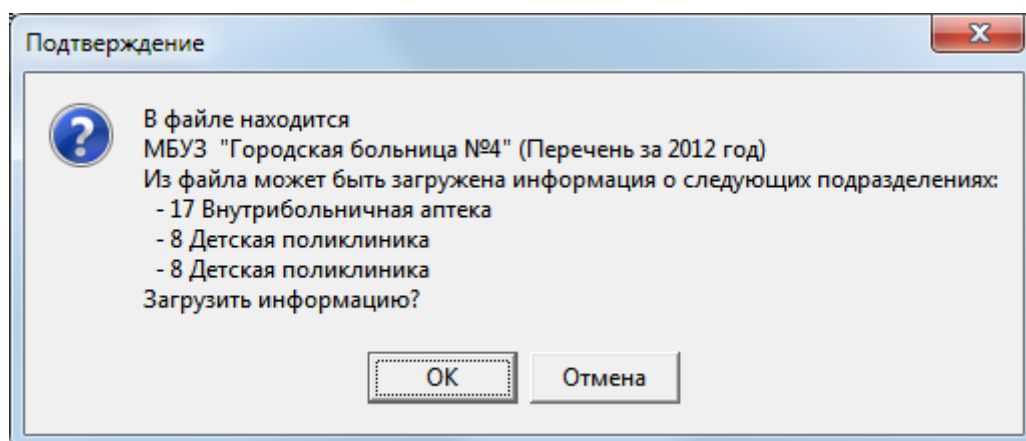 Подтверждение
В файле находится
МБУЗ "Городская больница №4" (Перечень за 2012 год)
Из файла может быть загружена информация о следующих подразделениях:
- 17 Внутрибольничная аптека
- 8 Детская поликлиника
- 8 Детская поликлиника
Загрузить информацию?
OK
Отмена